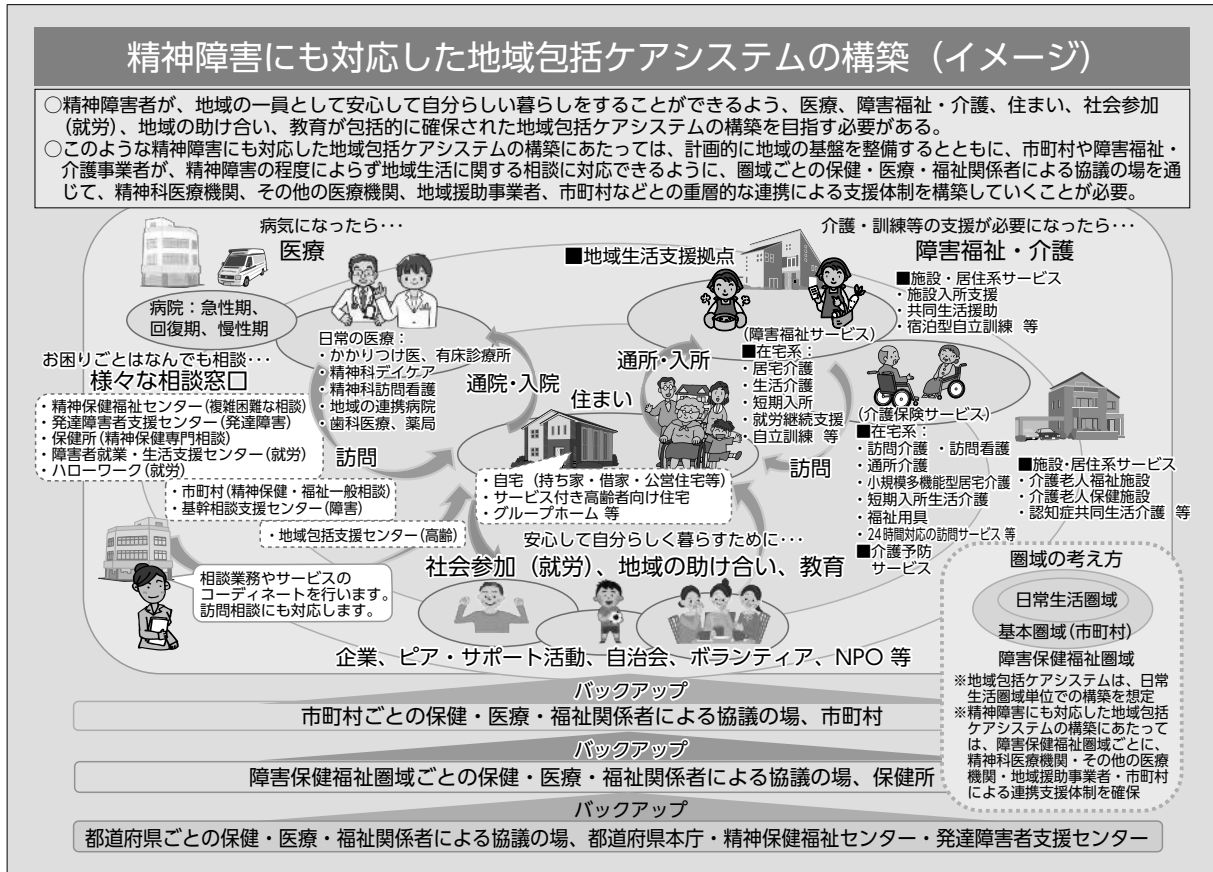 精神障害にも対応した地域包括ケアシステムの構築（イメージ）
○精神障害者が、地域の一員として安心して自分らしい暮らしをすることができるよう、医療、障害福祉・介護、住まい、社会参加
（就労）、地域の助け合い、教育が包括的に確保された地域包括ケアシステムの構築を目指す必要がある。
○このような精神障害にも対応した地域包括ケアシステムの構築にあたっては、計画的に地域の基盤を整備するとともに、市町村や障害福祉・
介護事業者が、精神障害の程度によらず地域生活に関する相談に対応できるように、圏域ごとの保健・医療・福祉関係者による協議の場を通
じて、精神科医療機関、その他の医療機関、地域援助事業者、市町村などとの重層的な連携による支援体制を構築していくことが必要。
病気になったら･･･
医療
病院：急性期、
回復期、慢性期
日常の医療：
・かかりつけ医、有床診療所
・精神科デイケア
・精神科訪問看護
・地域の連携病院
・歯科医療、薬局
お困りごとはなんでも相談･･･
様々な相談窓口
・精神保健福祉センター（複雑困難な相談）
・発達障害者支援センター（発達障害）
・保健所（精神保健専門相談）
・障害者就業・生活支援センター（就労）
・ハローワーク（就労）
・市町村（精神保健・福祉一般相談）
・基幹相談支援センター（障害）
・地域包括支援センター（高齢）
訪問
通院・入院
相談業務やサービスの
コーディネートを行います。
訪問相談にも対応します。
■地域生活支援拠点
通所・入所
住まい
・自宅（持ち家・借家・公営住宅等）
・サービス付き高齢者向け住宅
・グループホーム 等
介護・訓練等の支援が必要になったら･･･
障害福祉・介護
■施設・居住系サービス
・施設入所支援
・共同生活援助
・宿泊型自立訓練 等
（障害福祉サービス）
■在宅系：
・居宅介護
・生活介護
・短期入所
・就労継続支援
・自立訓練 等
訪問
（介護保険サービス）
■在宅系：
・訪問介護 ・訪問看護
・通所介護
・小規模多機能型居宅介護
・短期入所生活介護
・福祉用具
・24時間対応の訪問サービス 等
■介護予防
サービス
■施設・居住系サービス
・介護老人福祉施設
・介護老人保健施設
・認知症共同生活介護 等
安心して自分らしく暮らすために･･･
社会参加（就労）、地域の助け合い、教育
企業、ピア・サポート活動、自治会、ボランティア、NPO 等
圏域の考え方
日常生活圏域
基本圏域（市町村）
障害保健福祉圏域
※地域包括ケアシステムは、日常
生活圏域単位での構築を想定
※精神障害にも対応した地域包括
ケアシステムの構築にあたって
は、障害保健福祉圏域ごとに、
精神科医療機関・その他の医療
機関・地域援助事業者・市町村
による連携支援体制を確保
バックアップ
市町村ごとの保健・医療・福祉関係者による協議の場、市町村
バックアップ
障害保健福祉圏域ごとの保健・医療・福祉関係者による協議の場、保健所
バックアップ
都道府県ごとの保健・医療・福祉関係者による協議の場、都道府県本庁・精神保健福祉センター・発達障害者支援センター